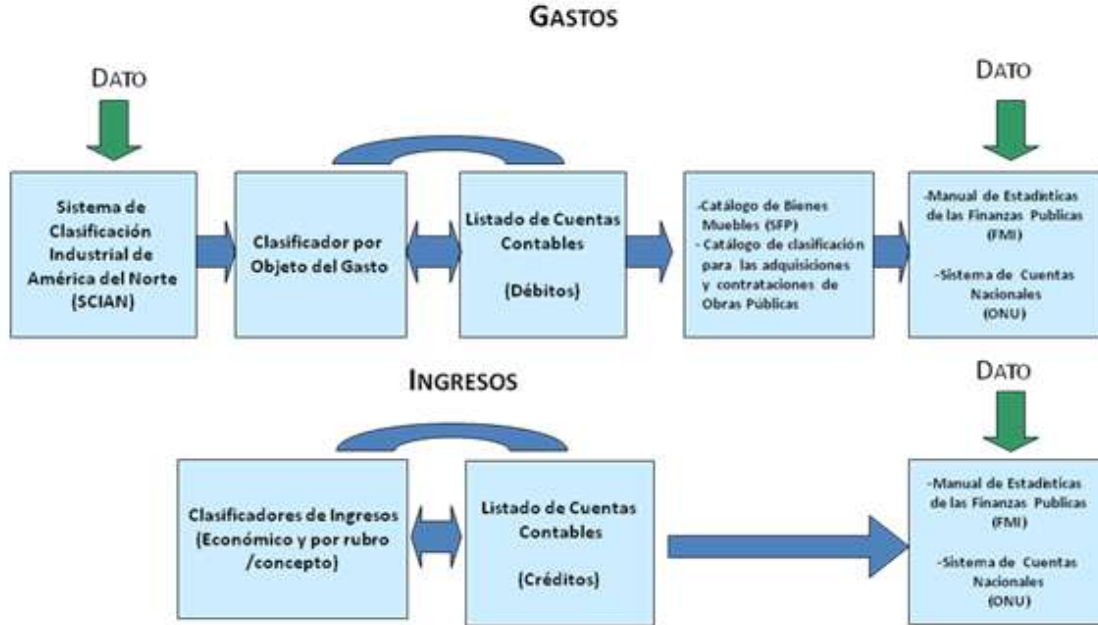 GASTOS
DATO
DATO
Sistema de
Clasificación
Industrial de
América del Norte
(SCIAN)
Clasificador por
Objeto del Gasto
Listado de Cuentas
Contables
(Débitos)
-Catálogo de Bienes
Muebles (SFP)
- Catálogo de clasificación
para las adquisiciones
y contrataciones de
Obras Públicas
-Manual de Estadísticas
de las Finanzas Publicas
(FMI)
-Sistema de Cuentas
Nacionales
(ONU)
INGRESOS
DATO
Clasificadores de Ingresos
(Económico y por rubro
/concepto)
Listado de Cuentas
Contables
(Créditos)
-Manual de Estadísticas
de las Finanzas Publicas
(FMI)
-Sistema de Cuentas
Nacionales
(ONU)